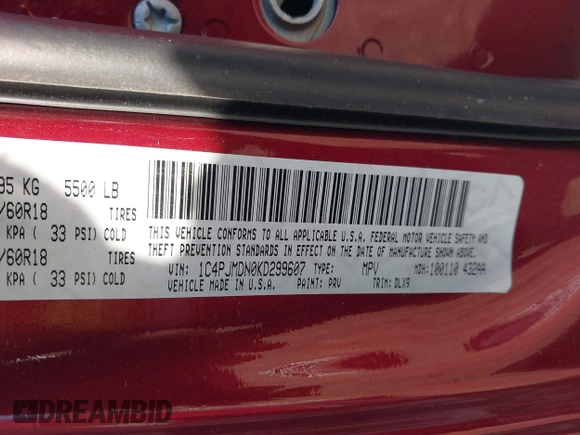 95 KG 5500 LB
/60R18 TIRES
KPA ( 33 PSI) COLD
/60R18 TIRES
KPA ( 33 PSI) COLD
THIS VEHICLE CONFORMS TO ALL APPLICABLE U.S.A. FEDERAL MOTOR VEHICLE SAFETY AND
THEFT PREVENTION STANDARDS IN EFFECT ON THE DATE OF MANUFACTURE SHOWN ABOVE.
VIN: 1C4PJMDN0KD299607 TYPE: MPV MDH: 100110 432AA
VEHICLE MADE IN U.S.A. PAINT: PRV TRIM: DLX9
DREAMBID